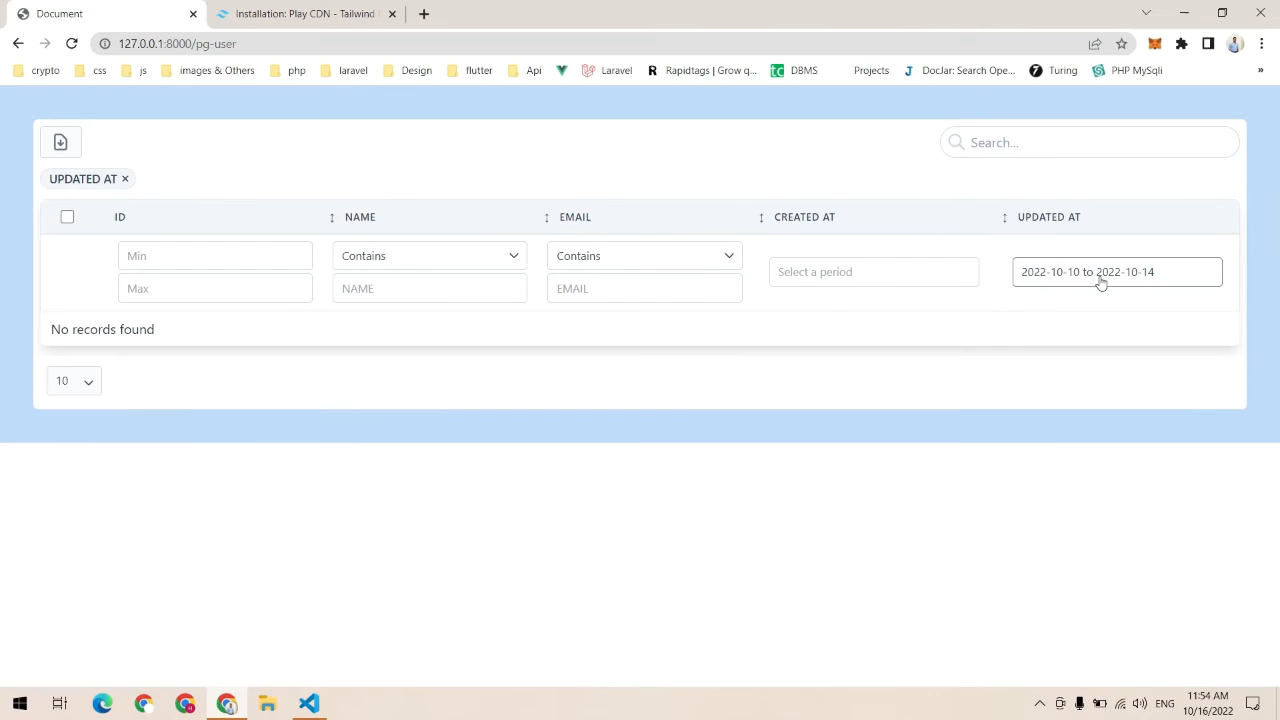 Document
Installation: Play CDN - Tailwind
127.0.0.1:8000/pg-user
crypto css js images & Others php laravel Design flutter Api Laravel Rapidtags | Grow q... DBMS Projects DocJar: Search Ope... Turing PHP MySqli »
Search...
UPDATED AT ×
ID NAME EMAIL CREATED AT UPDATED AT
Min Contains Contains
Select a period 2022-10-10 to 2022-10-14
Max NAME EMAIL
No records found
10
ENG
11:54 AM
10/16/2022